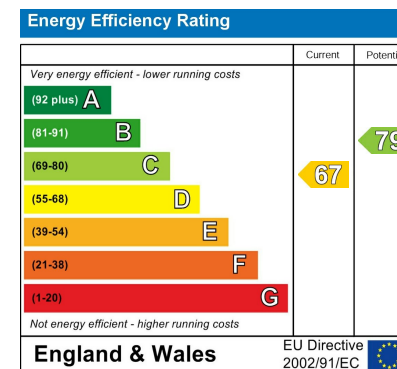 Energy Efficiency Rating
Current Potenti
Very energy efficient - lower running costs
(92 plus) A
(81-91) B
79
(69-80) C
67
(55-68) D
(39-54) E
(21-38) F
(1-20) G
Not energy efficient - higher running costs
England & Wales
EU Directive
2002/91/EC